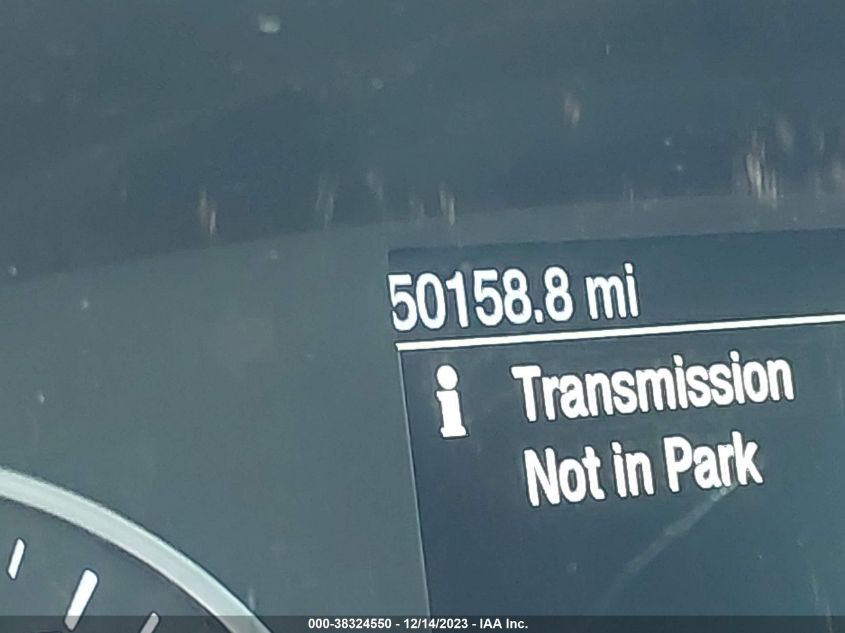 50158.8 mi
i Transmission
Not in Park
000-38324550 - 12/14/2023 - IAA Inc.